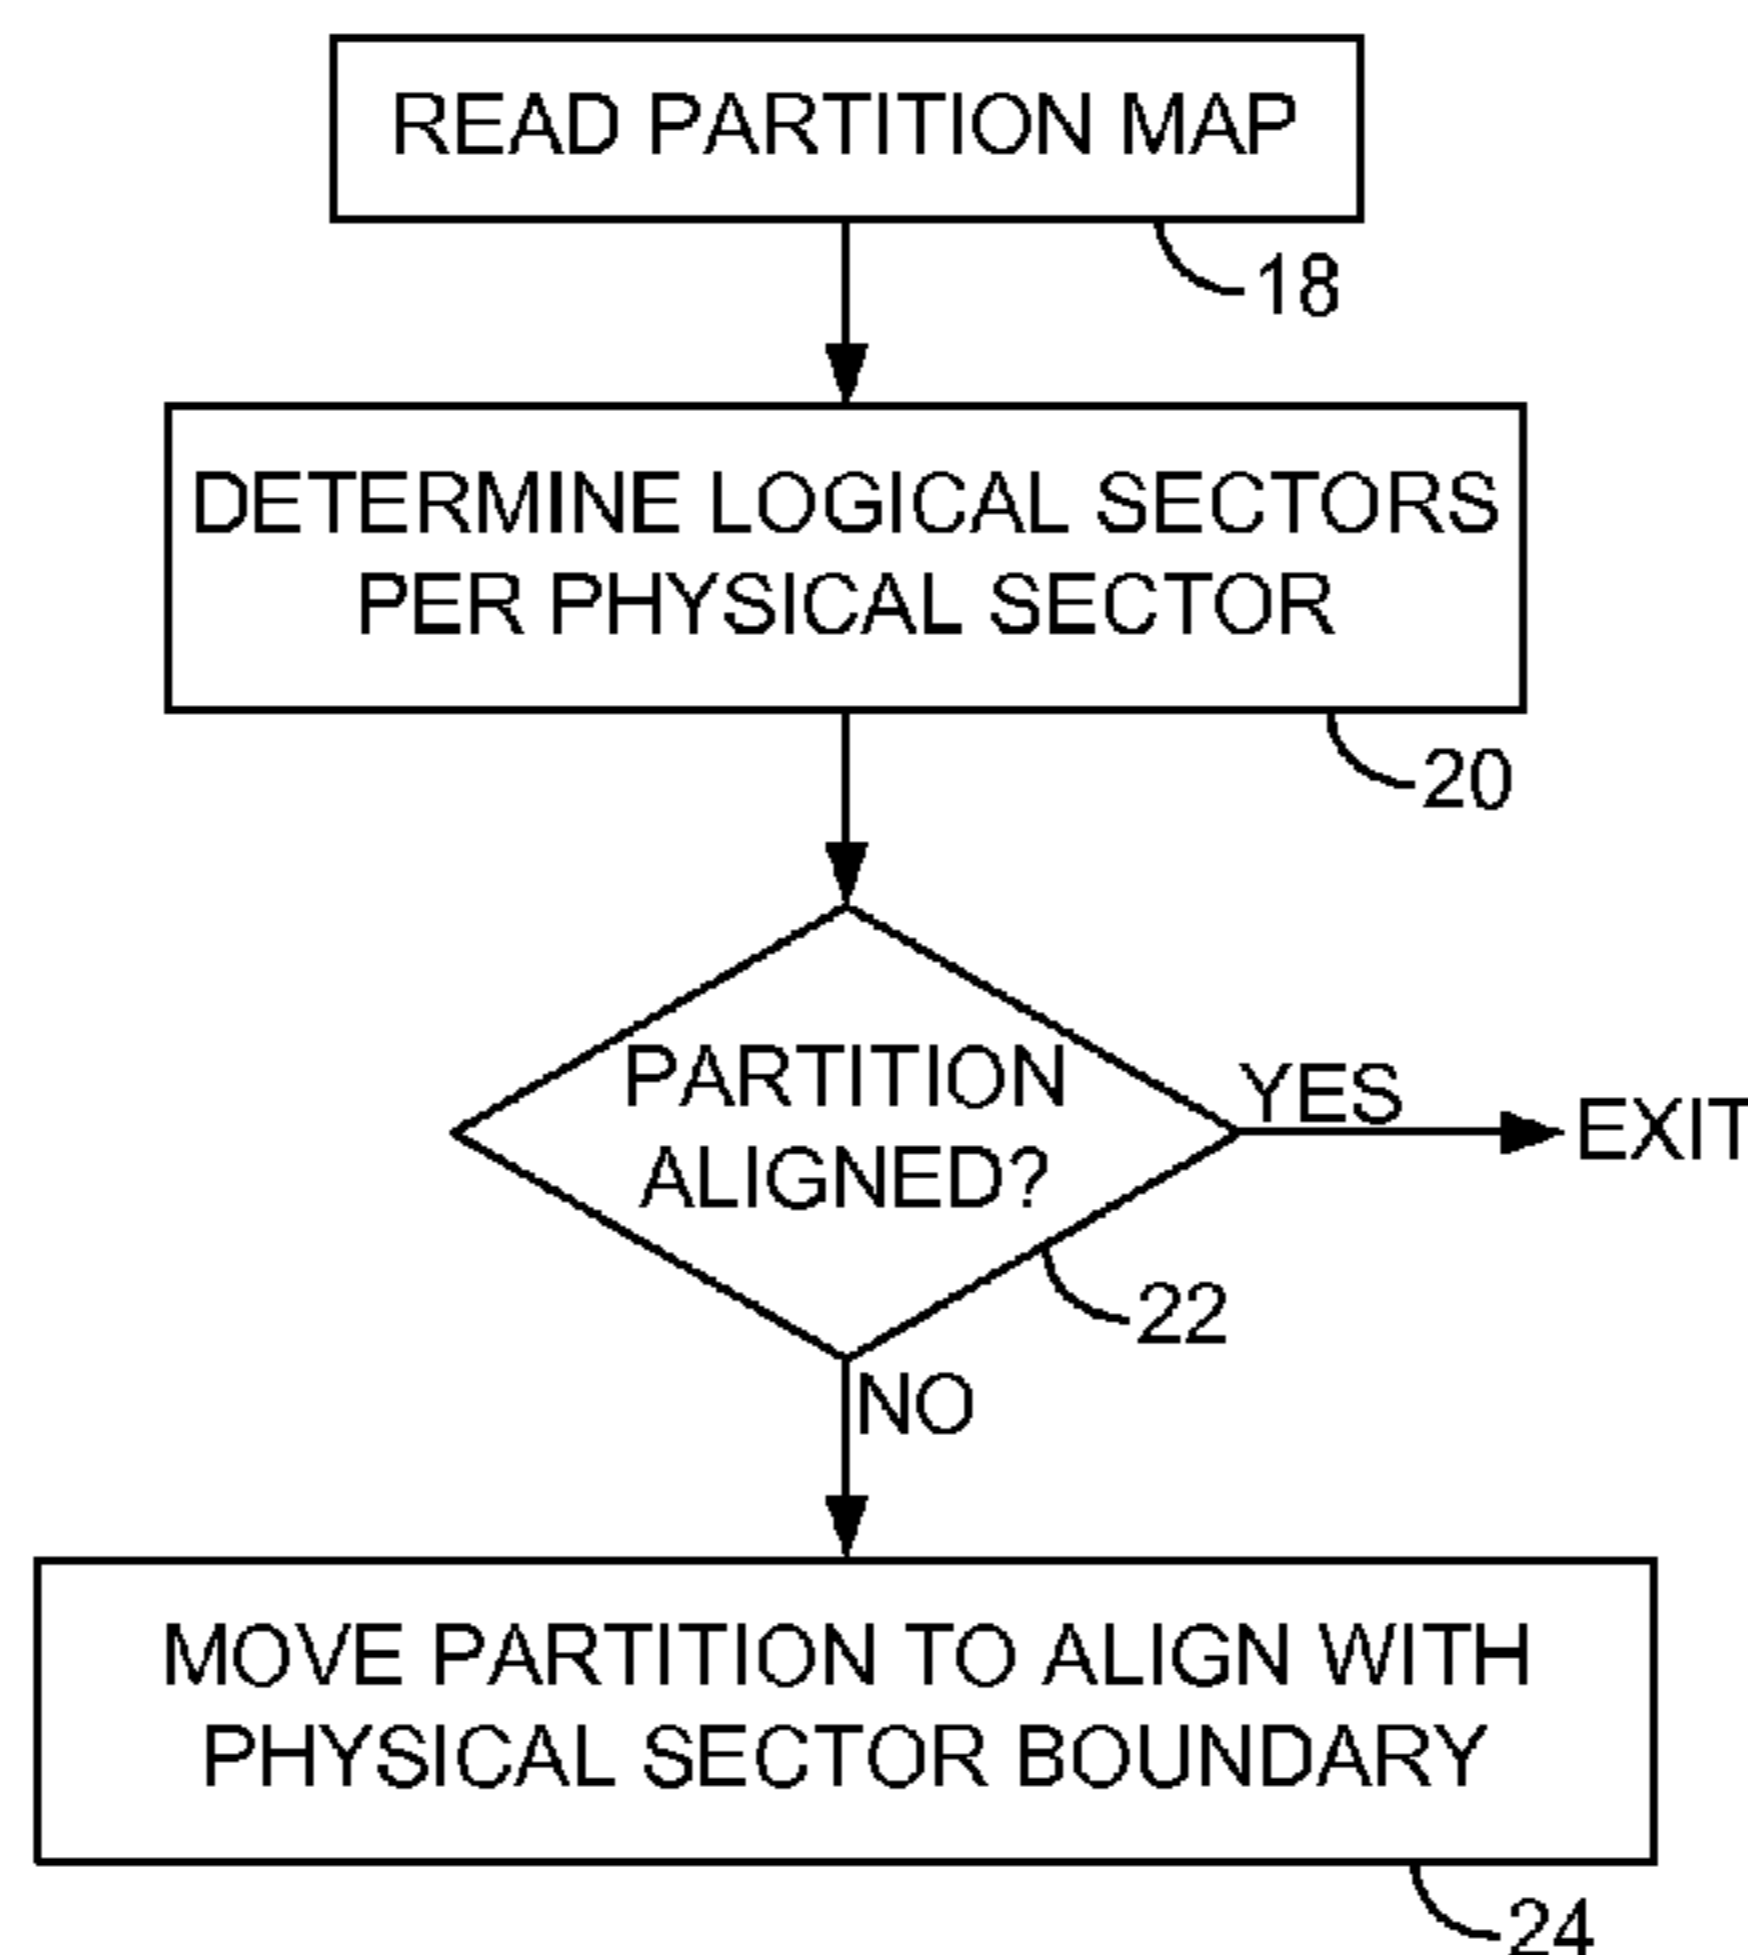 READ PARTITION MAP
18
DETERMINE LOGICAL SECTORS
PER PHYSICAL SECTOR
20
PARTITION
ALIGNED?
YES
EXIT
22
NO
MOVE PARTITION TO ALIGN WITH
PHYSICAL SECTOR BOUNDARY
24